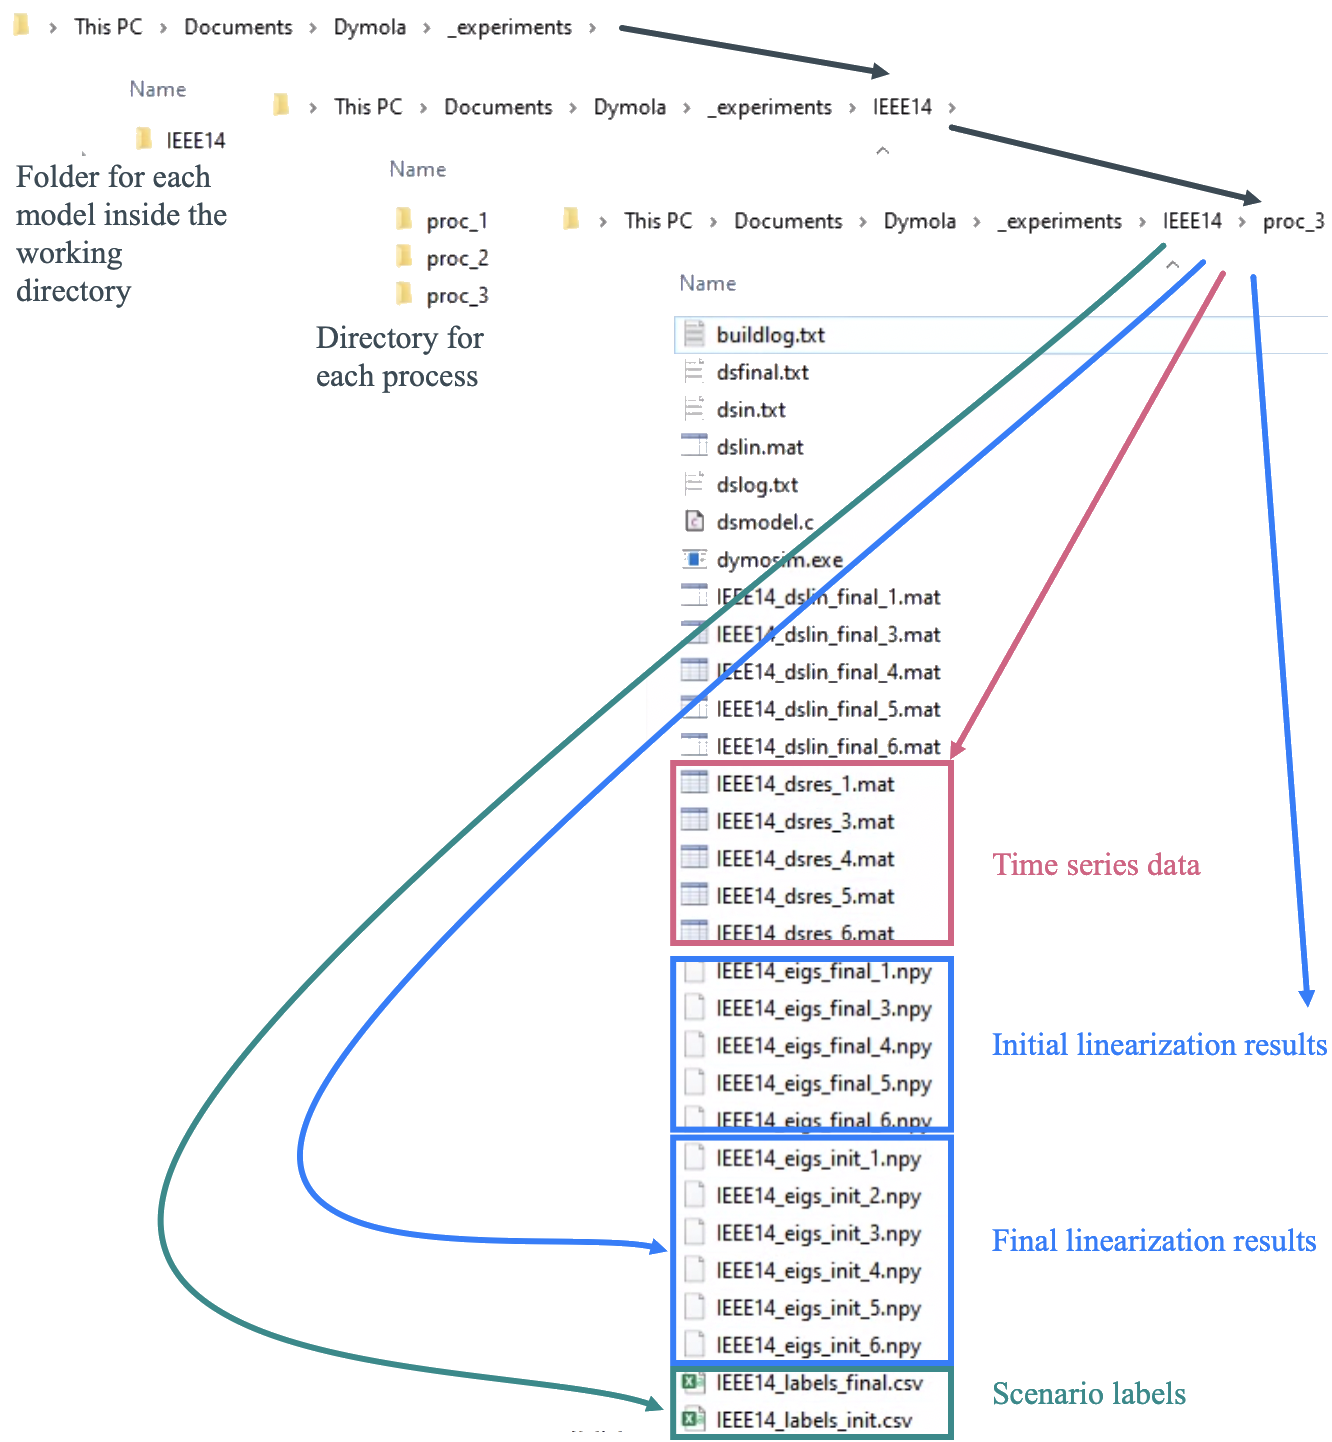 This PC > Documents > Dymola > _experiments >
Name
IEEE14
Folder for each
model inside the
working
directory
> This PC > Documents > Dymola > _experiments > IEEE14 >
Name
proc_1
proc_2
proc_3
Directory for
each process
> This PC > Documents > Dymola > _experiments > IEEE14 > proc_3
Name
buildlog.txt
dsfinal.txt
dsin.txt
dslin.mat
dslog.txt
dsmodel.c
dymosim.exe
IEEE14_dslin_final_1.mat
IEEE14_dslin_final_3.mat
IEEE14_dslin_final_4.mat
IEEE14_dslin_final_5.mat
IEEE14_dslin_final_6.mat
IEEE14_dsres_1.mat
IEEE14_dsres_3.mat
IEEE14_dsres_4.mat
IEEE14_dsres_5.mat
IEEE14_dsres_6.mat
Time series data
IEEE14_eigs_final_1.npy
IEEE14_eigs_final_3.npy
IEEE14_eigs_final_4.npy
IEEE14_eigs_final_5.npy
IEEE14_eigs_final_6.npy
Initial linearization results
IEEE14_eigs_init_1.npy
IEEE14_eigs_init_2.npy
IEEE14_eigs_init_3.npy
IEEE14_eigs_init_4.npy
IEEE14_eigs_init_5.npy
IEEE14_eigs_init_6.npy
Final linearization results
IEEE14_labels_final.csv
IEEE14_labels_init.csv
Scenario labels